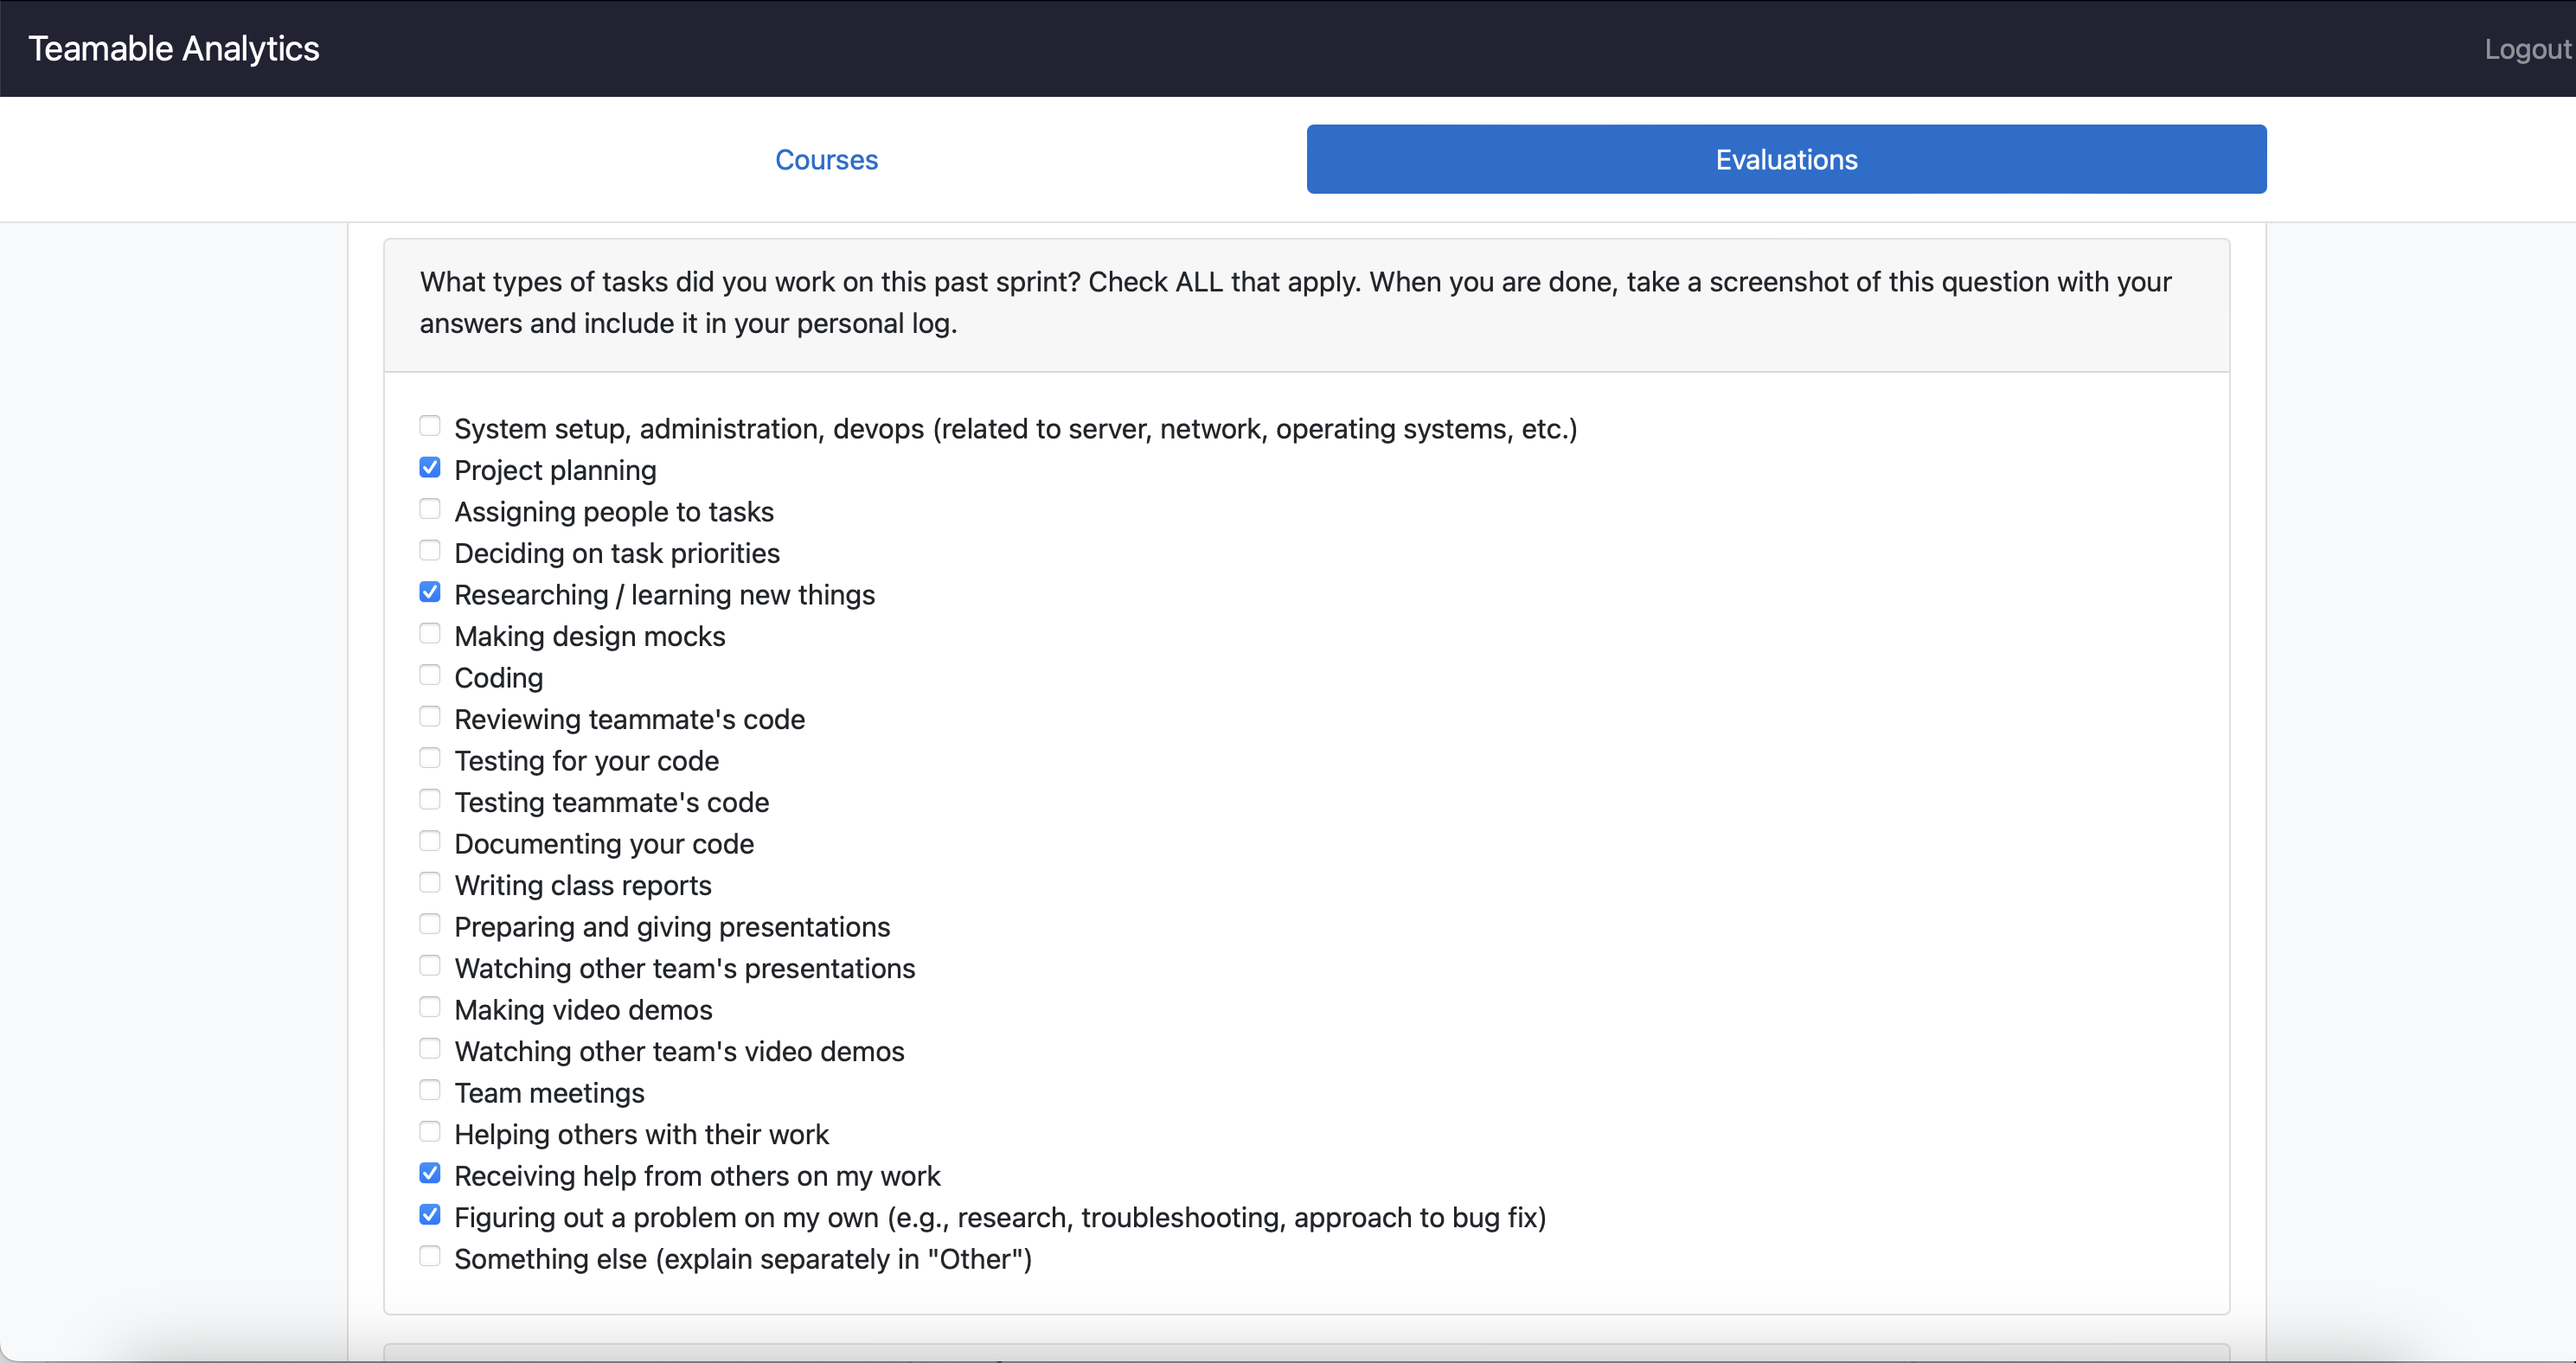 Teamable Analytics
Logout
Courses
Evaluations
What types of tasks did you work on this past sprint? Check ALL that apply. When you are done, take a screenshot of this question with your
answers and include it in your personal log.
System setup, administration, devops (related to server, network, operating systems, etc.)
Project planning
Assigning people to tasks
Deciding on task priorities
Researching / learning new things
Making design mocks
Coding
Reviewing teammate's code
Testing for your code
Testing teammate's code
Documenting your code
Writing class reports
Preparing and giving presentations
Watching other team's presentations
Making video demos
Watching other team's video demos
Team meetings
Helping others with their work
Receiving help from others on my work
Figuring out a problem on my own (e.g., research, troubleshooting, approach to bug fix)
Something else (explain separately in "Other")